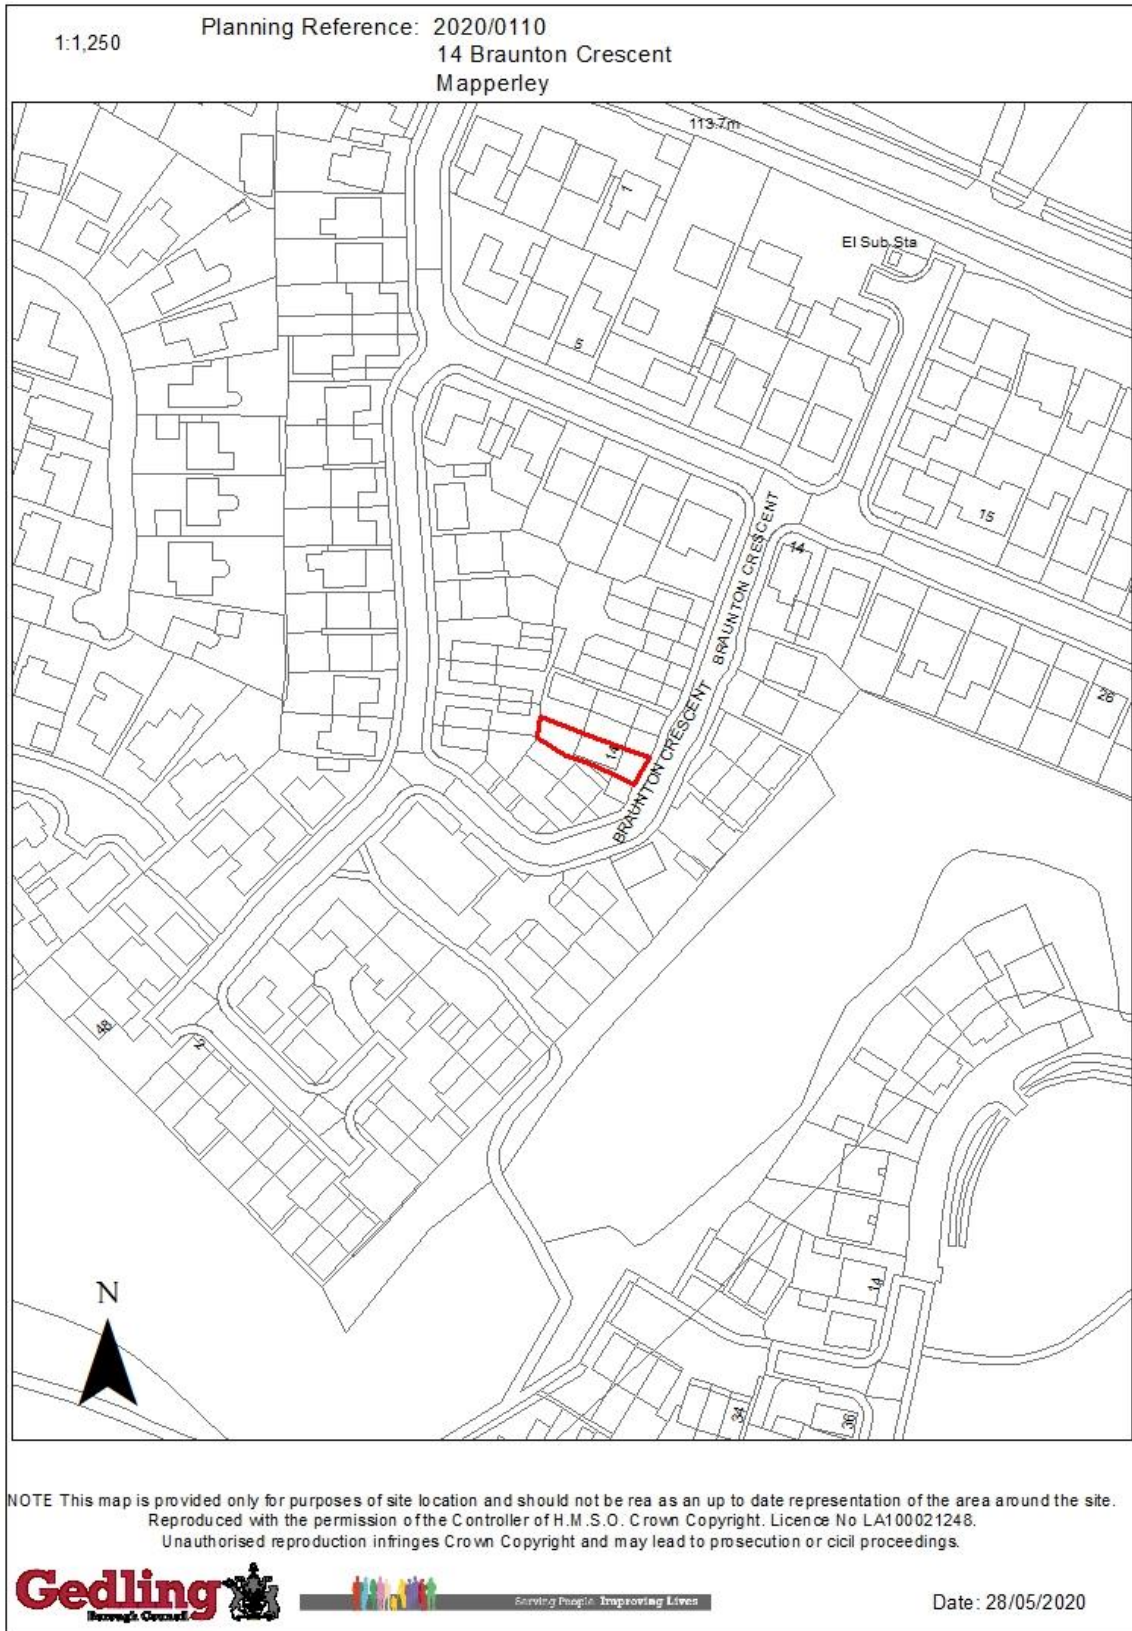 1:1,250
Planning Reference: 2020/0110
14 Braunton Crescent
Mapperley
113.7m
1
El Sub Sta
5
15
BRAUNTON CRESCENT
14
26
BRAUNTON CRESCENT
14
BRAUNTON CRESCENT
48
2
14
34
36
N
NOTE This map is provided only for purposes of site location and should not be rea as an up to date representation of the area around the site.
Reproduced with the permission of the Controller of H.M.S.O. Crown Copyright. Licence No LA100021248.
Unauthorised reproduction infringes Crown Copyright and may lead to prosecution or cicil proceedings.
Gedling
Borough Council
Serving People Improving Lives
Date: 28/05/2020